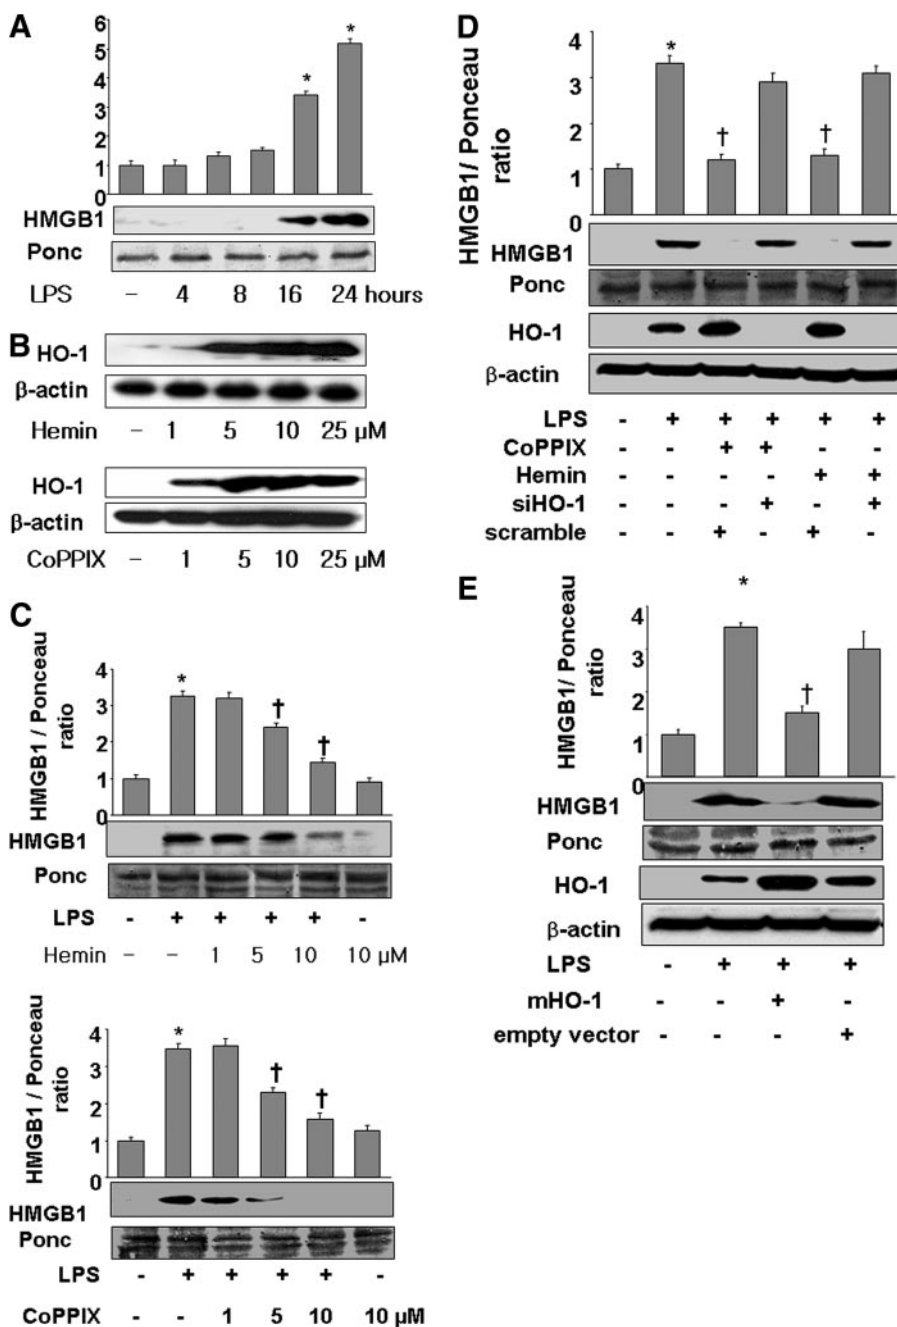 A
6
5
4
3
2
1
0
* *
HMGB1
Ponc
LPS – 4 8 16 24 hours
B
HO-1
β-actin
Hemin – 1 5 10 25 µM
HO-1
β-actin
CoPPIX – 1 5 10 25 µM
C
HMGB1 / Ponceau
ratio
4
3
2
1
0
* † †
HMGB1
Ponc
LPS - + + + + -
Hemin – – 1 5 10 10 µM
HMGB1 / Ponceau
ratio
4
3
2
1
0
* † †
HMGB1
Ponc
LPS - + + + + -
CoPPIX - - 1 5 10 10 µM
D
HMGB1/ Ponceau
ratio
4
3
2
1
0
* † †
HMGB1
Ponc
HO-1
β-actin
LPS - + + + + +
CoPPIX - - + + - -
Hemin - - - - + +
siHO-1 - - - + - +
scramble - - + - + -
E
HMGB1/ Ponceau
ratio
4
3
2
1
0
* †
HMGB1
Ponc
HO-1
β-actin
LPS - + + +
mHO-1 - - + -
empty vector - - - +